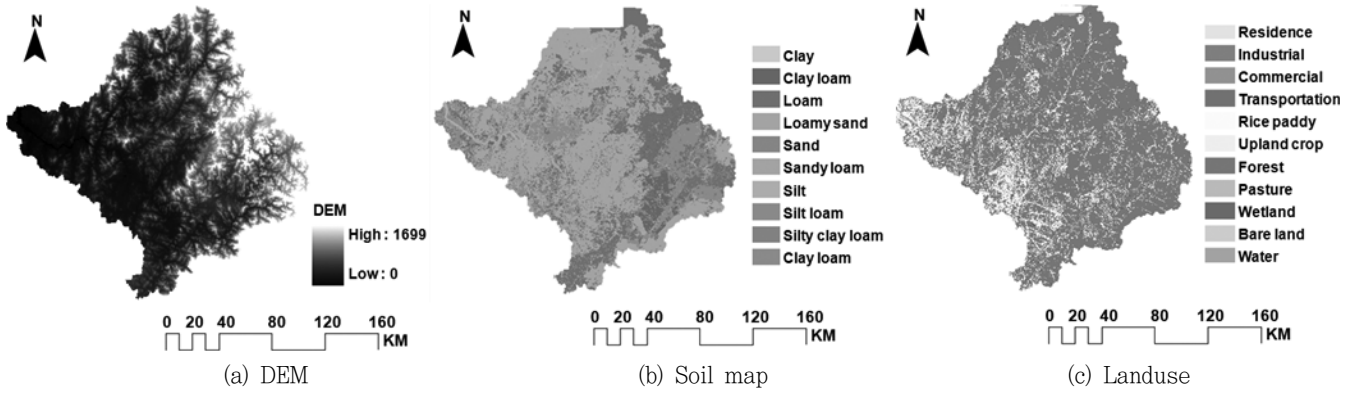 N
DEM
High : 1699
Low : 0
0 20 40 80 120 160
KM
(a) DEM
N
Clay
Clay loam
Loam
Loamy sand
Sand
Sandy loam
Silt
Silt loam
Silty clay loam
Clay loam
0 20 40 80 120 160
KM
(b) Soil map
N
Residence
Industrial
Commercial
Transportation
Rice paddy
Upland crop
Forest
Pasture
Wetland
Bare land
Water
0 20 40 80 120 160
KM
(c) Landuse